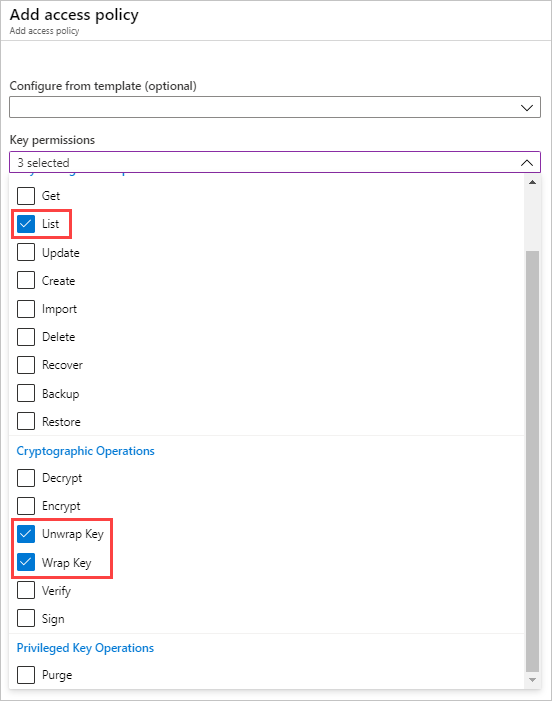 Add access policy
Add access policy
Configure from template (optional)
Key permissions
3 selected
Get
List
Update
Create
Import
Delete
Recover
Backup
Restore
Cryptographic Operations
Decrypt
Encrypt
Unwrap Key
Wrap Key
Verify
Sign
Privileged Key Operations
Purge